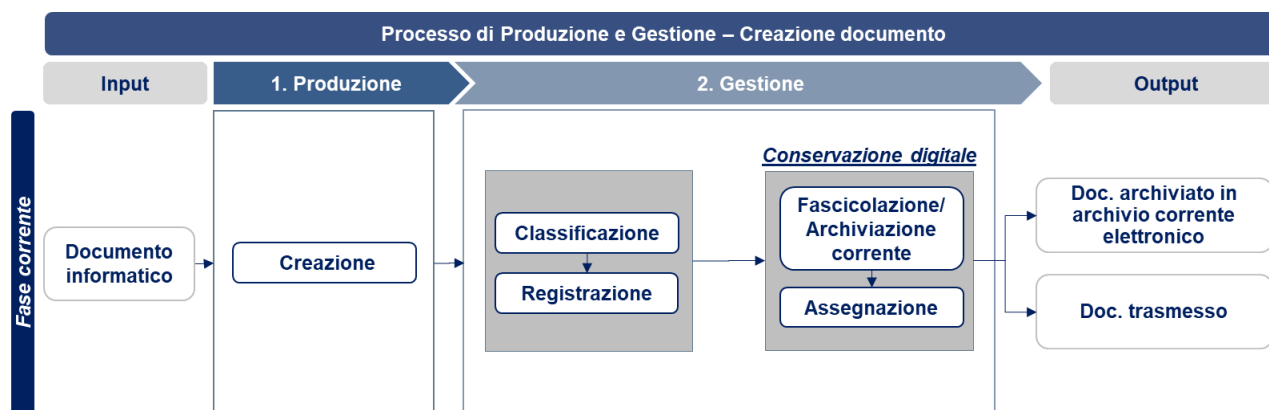 Processo di Produzione e Gestione – Creazione documento
Input
1. Produzione
2. Gestione
Output
Fase corrente
Documento
informatico
Creazione
Classificazione
Registrazione
Conservazione digitale
Fascicolazione/
Archiviazione
corrente
Assegnazione
Doc. archiviato in
archivio corrente
elettronico
Doc. trasmesso